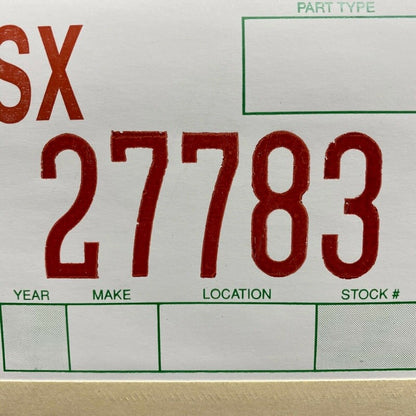 PART TYPE
SX
27783
YEAR MAKE LOCATION STOCK #